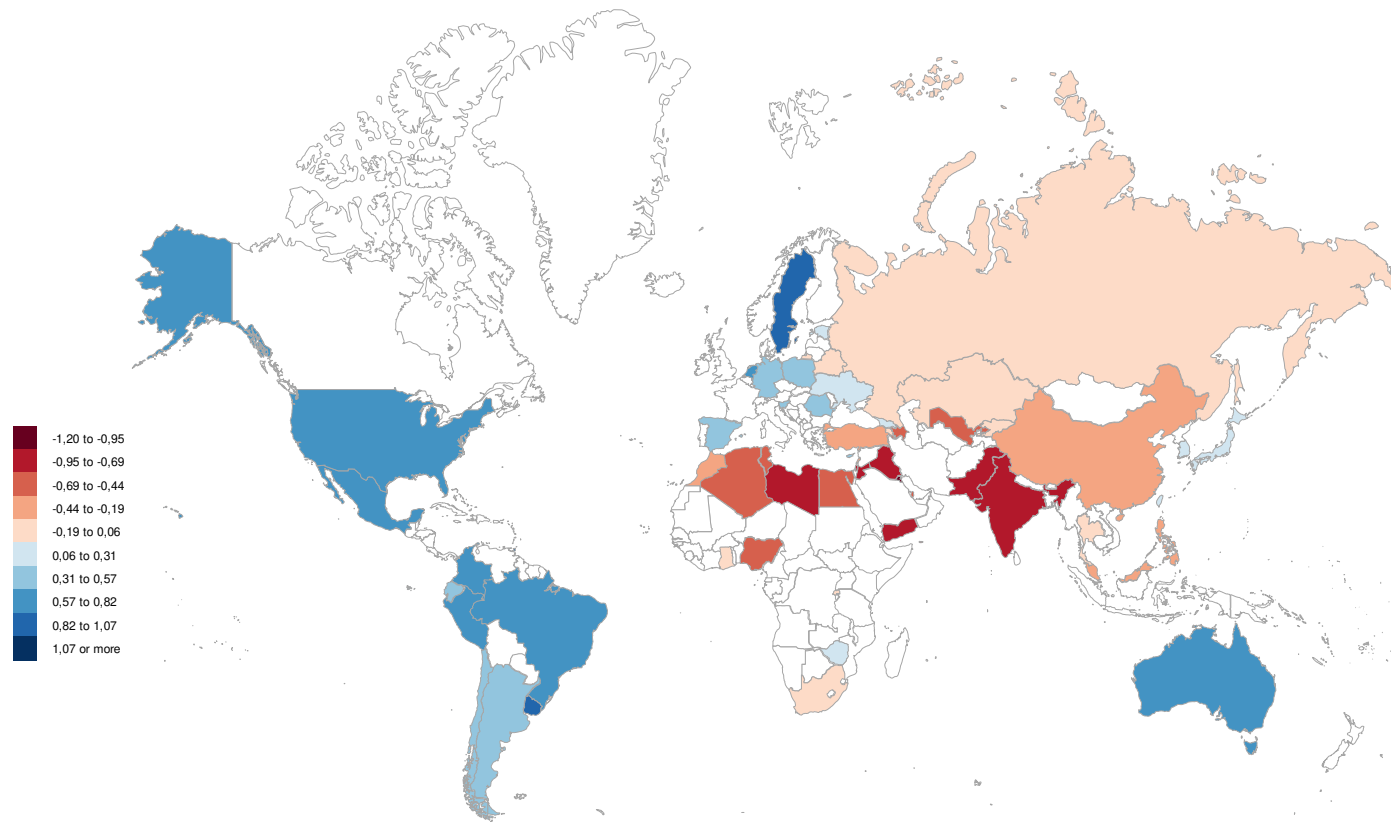 -1,20 to -0,95
-0,95 to -0,69
-0,69 to -0,44
-0,44 to -0,19
-0,19 to 0,06
0,06 to 0,31
0,31 to 0,57
0,57 to 0,82
0,82 to 1,07
1,07 or more